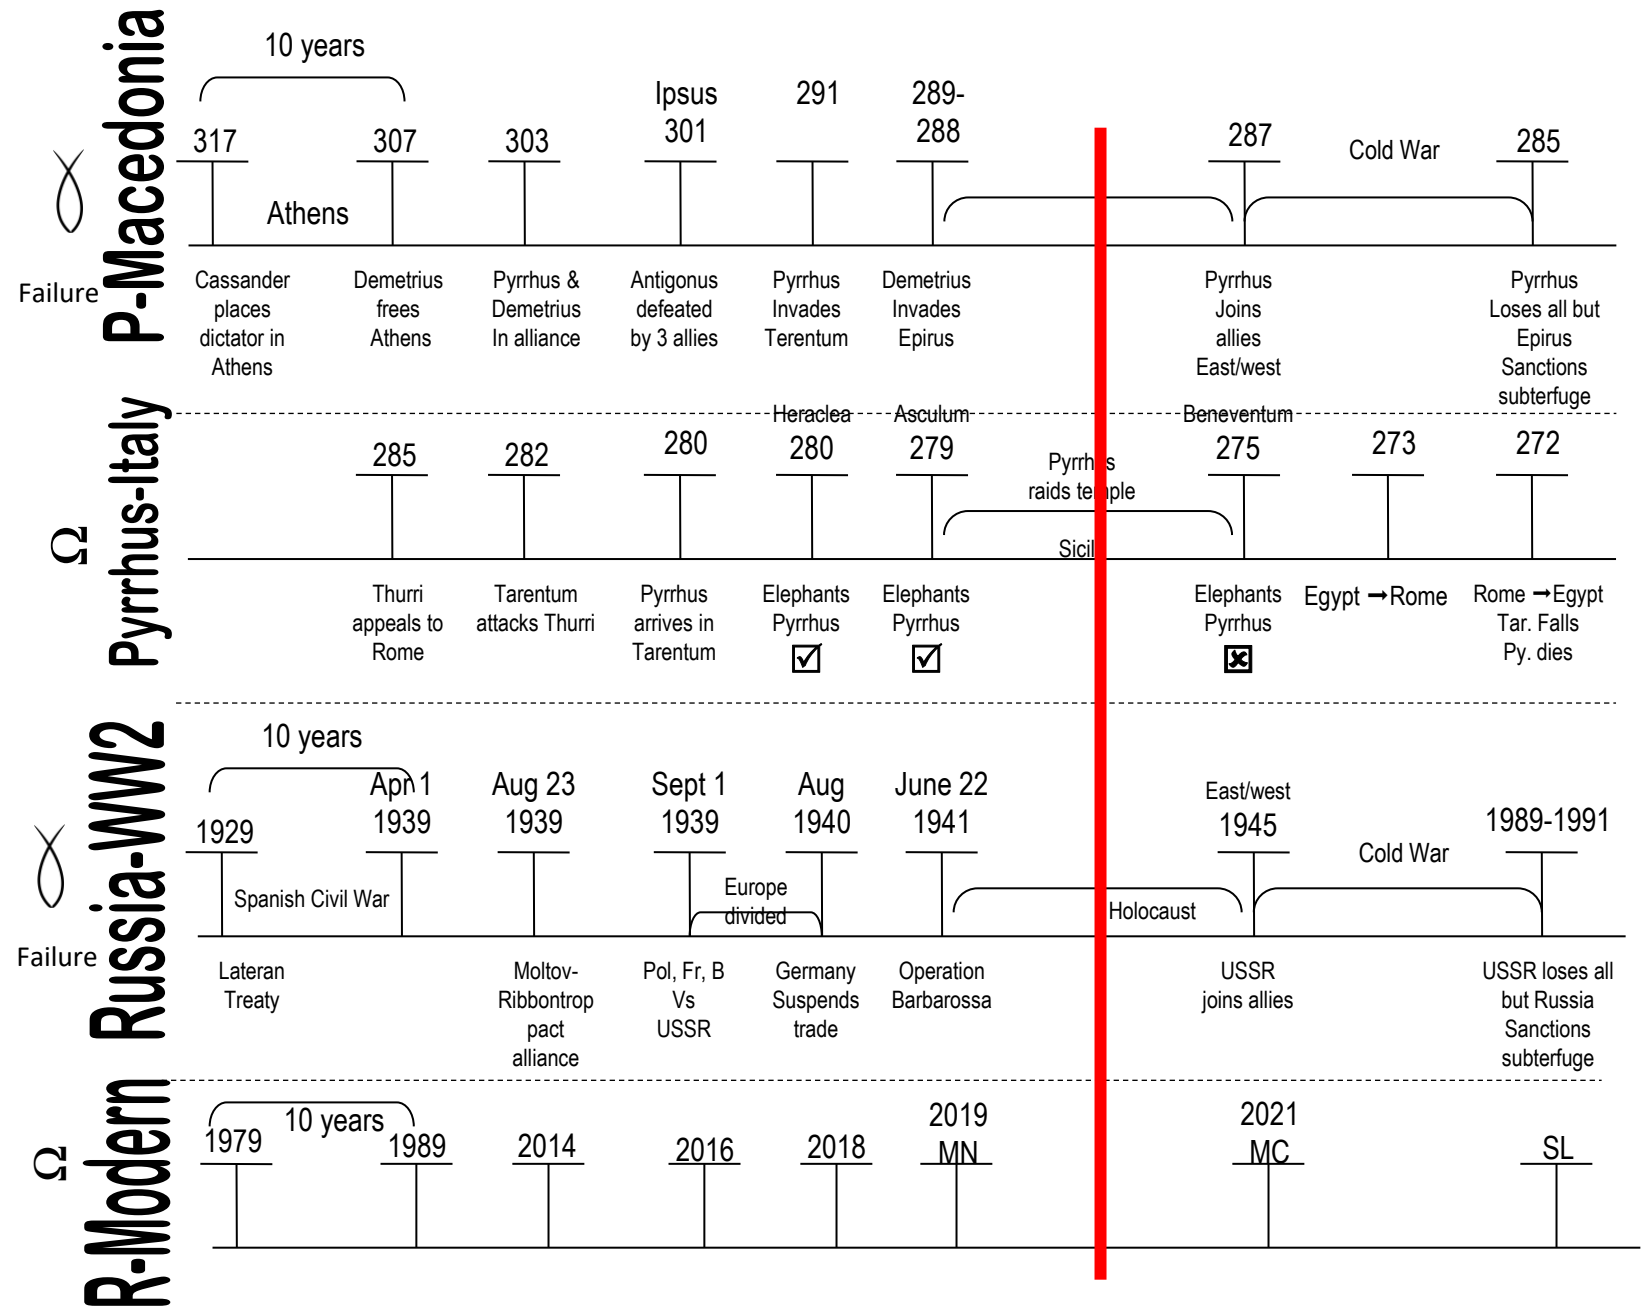 P-Macedonia
Failure
10 years
317
307
303
Ipsus
301
291
289-
288
287
Cold War
285
Athens
Cassander
places
dictator in
Athens
Demetrius
frees
Athens
Pyrrhus &
Demetrius
In alliance
Antigonus
defeated
by 3 allies
Pyrrhus
Invades
Terentum
Demetrius
Invades
Epirus
Pyrrhus
Joins
allies
East/west
Pyrrhus
Loses all but
Epirus
Sanctions
subterfuge
Pyrrhus-Italy
Ω
285
282
280
Heraclea
280
Asculum
279
Pyrrhus
raids temple
Sicil
Beneventum
275
273
272
Thurri
appeals to
Rome
Tarentum
attacks Thurri
Pyrrhus
arrives in
Tarentum
Elephants
Pyrrhus
Elephants
Pyrrhus
Elephants
Pyrrhus
Egypt ➞Rome
Rome ➞Egypt
Tar. Falls
Py. dies
Russia-WW2
Failure
10 years
1929
Apr 1
1939
Aug 23
1939
Sept 1
1939
Aug
1940
June 22
1941
East/west
1945
Cold War
1989-1991
Spanish Civil War
Europe
divided
Holocaust
Lateran
Treaty
Moltov-
Ribbontrop
pact
alliance
Pol, Fr, B
Vs
USSR
Germany
Suspends
trade
Operation
Barbarossa
USSR
joins allies
USSR loses all
but Russia
Sanctions
subterfuge
R-Modern
Ω
10 years
1979
1989
2014
2016
2018
2019
MN
2021
MC
SL